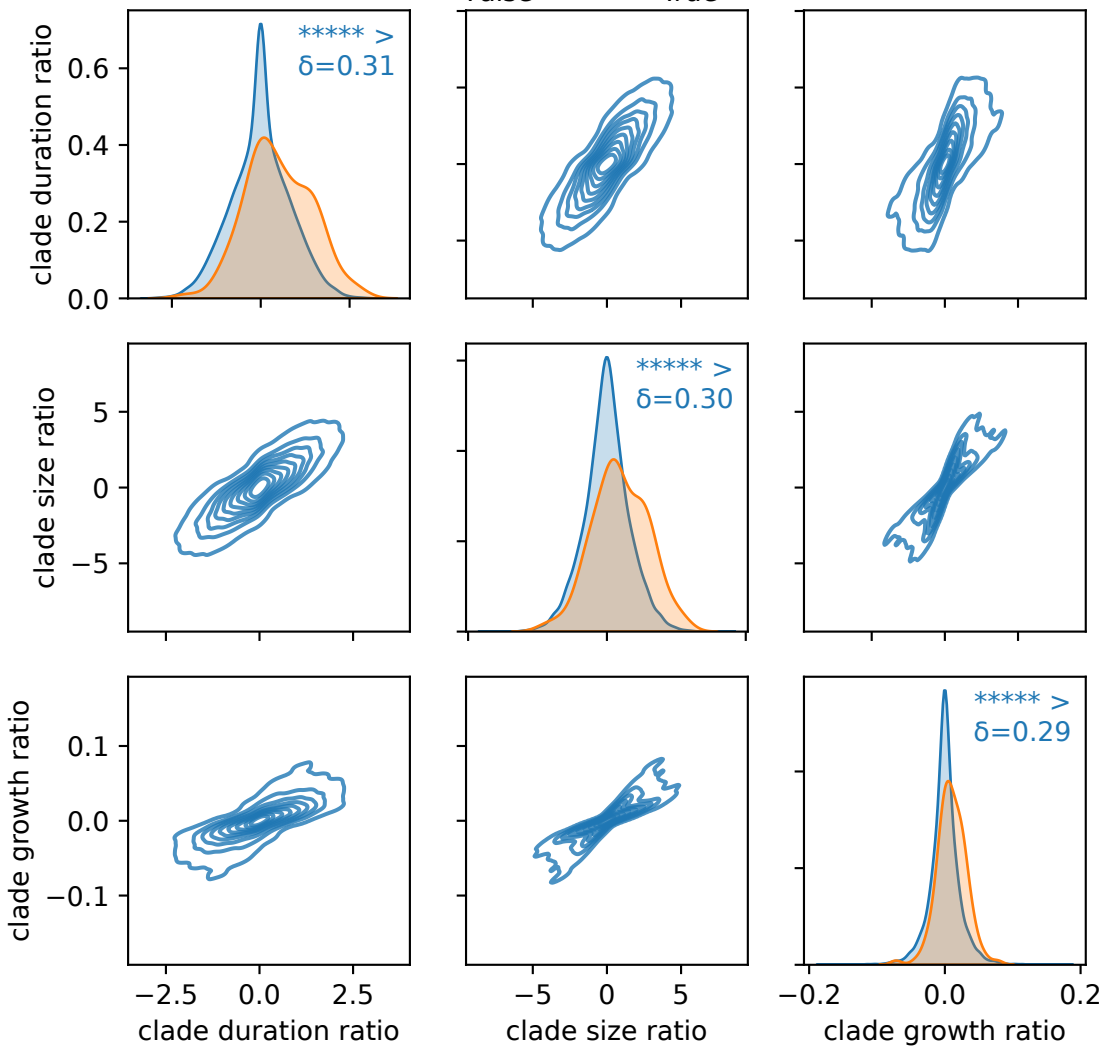 ***** >
δ=0.31
clade duration ratio
0.6
0.4
0.2
0.0
***** >
δ=0.30
clade size ratio
5
0
−5
***** >
δ=0.29
clade growth ratio
0.1
0.0
−0.1
−2.5 0.0 2.5
−5 0 5
−0.2 0.0 0.2
clade duration ratio
clade size ratio
clade growth ratio